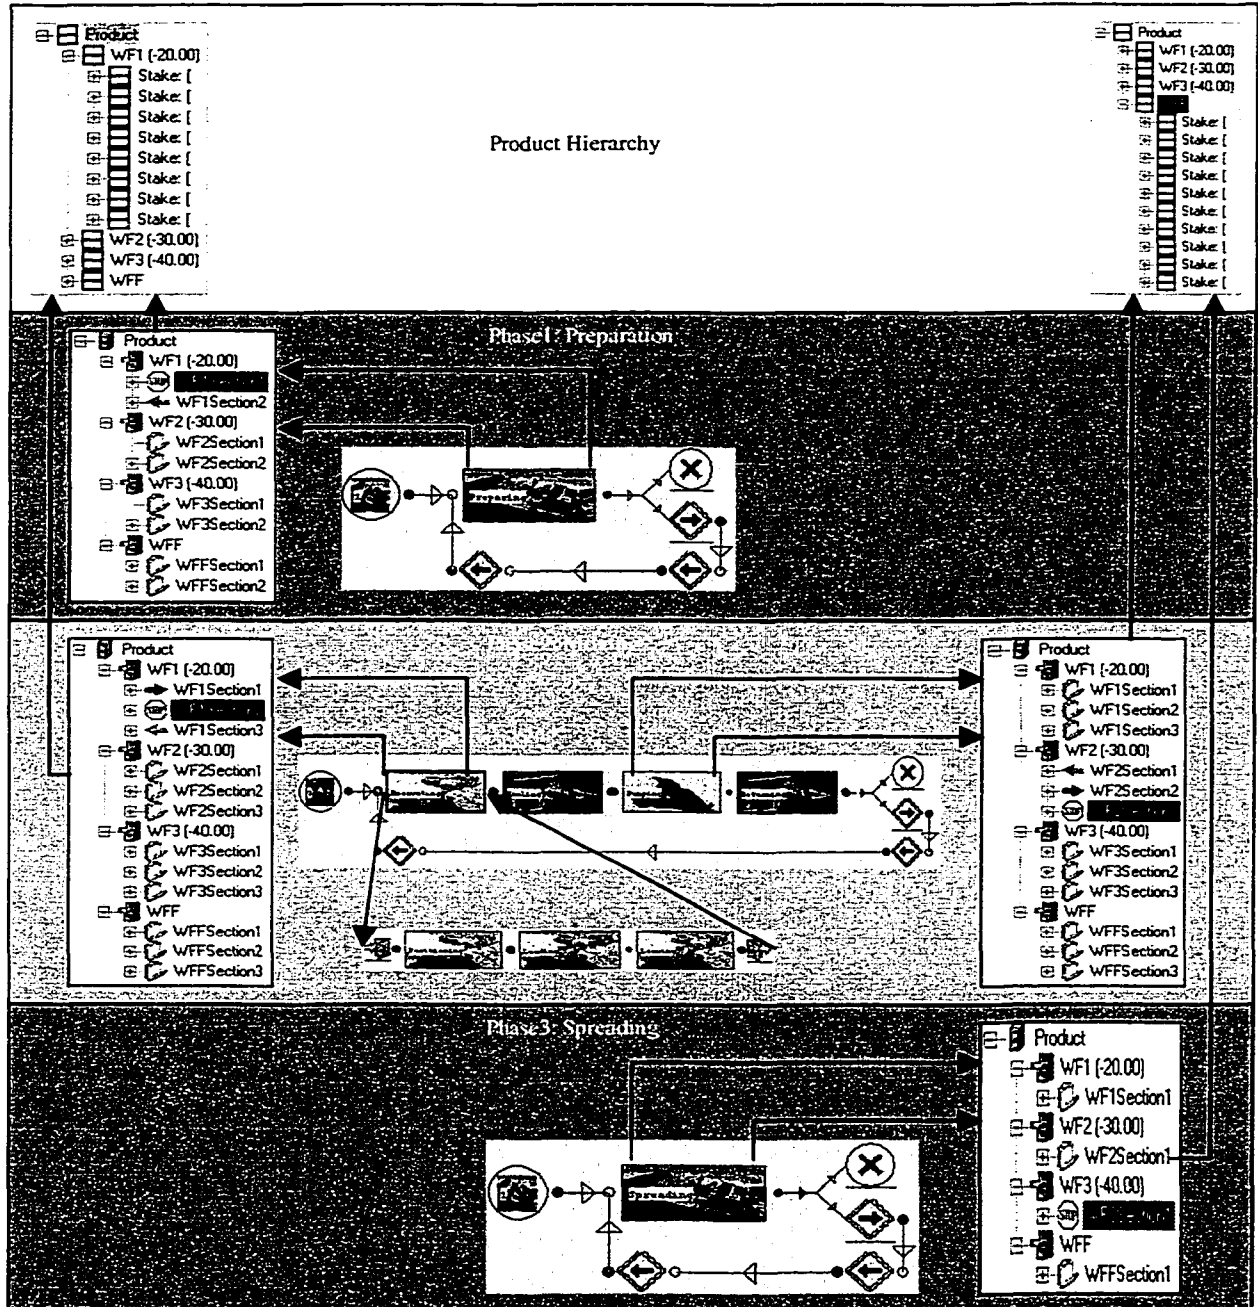 Product
WF1 (-20.00)
Stake: [
Stake: [
Stake: [
Stake: [
Stake: [
Stake: [
Stake: [
Stake: [
WF2 (-30.00)
WF3 (-40.00)
WFF
Product Hierarchy
Product
WF1 (-20.00)
WF2 (-30.00)
WF3 (-40.00)
Stake: [
Stake: [
Stake: [
Stake: [
Stake: [
Stake: [
Stake: [
Stake: [
Stake: [
Stake: [
Phase1: Preparation
Product
WF1 (-20.00)
WF1Section2
WF2 (-30.00)
WF2Section1
WF2Section2
WF3 (-40.00)
WF3Section1
WF3Section2
WFF
WFFSection1
WFFSection2
Preparing
Product
WF1 (-20.00)
WF1Section1
WF1Section3
WF2 (-30.00)
WF2Section1
WF2Section2
WF2Section3
WF3 (-40.00)
WF3Section1
WF3Section2
WF3Section3
WFF
WFFSection1
WFFSection2
WFFSection3
Product
WF1 (-20.00)
WF1Section1
WF1Section2
WF1Section3
WF2 (-30.00)
WF2Section1
WF2Section2
WF3 (-40.00)
WF3Section1
WF3Section2
WF3Section3
WFF
WFFSection1
WFFSection2
WFFSection3
Phase3: Spreading
Spreading
Product
WF1 (-20.00)
WF1Section1
WF2 (-30.00)
WF2Section1
WF3 (-40.00)
WFF
WFFSection1